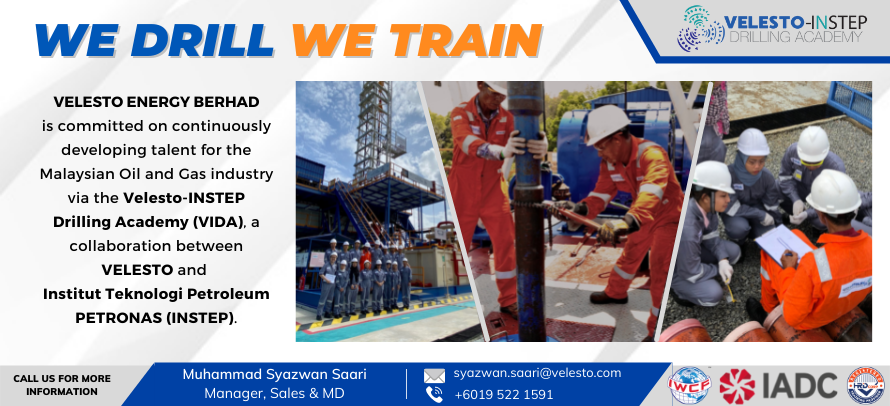 WE DRILL WE TRAIN
VELESTO-INSTEP
DRILLING ACADEMY
VELESTO ENERGY BERHAD
is committed on continuously
developing talent for the
Malaysian Oil and Gas industry
via the Velesto-INSTEP
Drilling Academy (VIDA), a
collaboration between
VELESTO and
Institut Teknologi Petroleum
PETRONAS (INSTEP).
CALL US FOR MORE
INFORMATION
Muhammad Syazwan Saari
Manager, Sales & MD
syazwan.saari@velesto.com
+6019 522 1591
IWCF
IADC
HRD